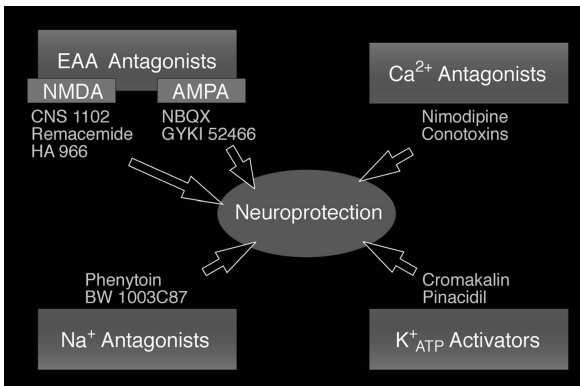 EAA Antagonists
NMDA
AMPA
CNS 1102
Remacemide
HA 966
NBQX
GYKI 52466
Ca²⁺ Antagonists
Nimodipine
Conotoxins
Neuroprotection
Phenytoin
BW 1003C87
Na⁺ Antagonists
Cromakalin
Pinacidil
K⁺ATP Activators